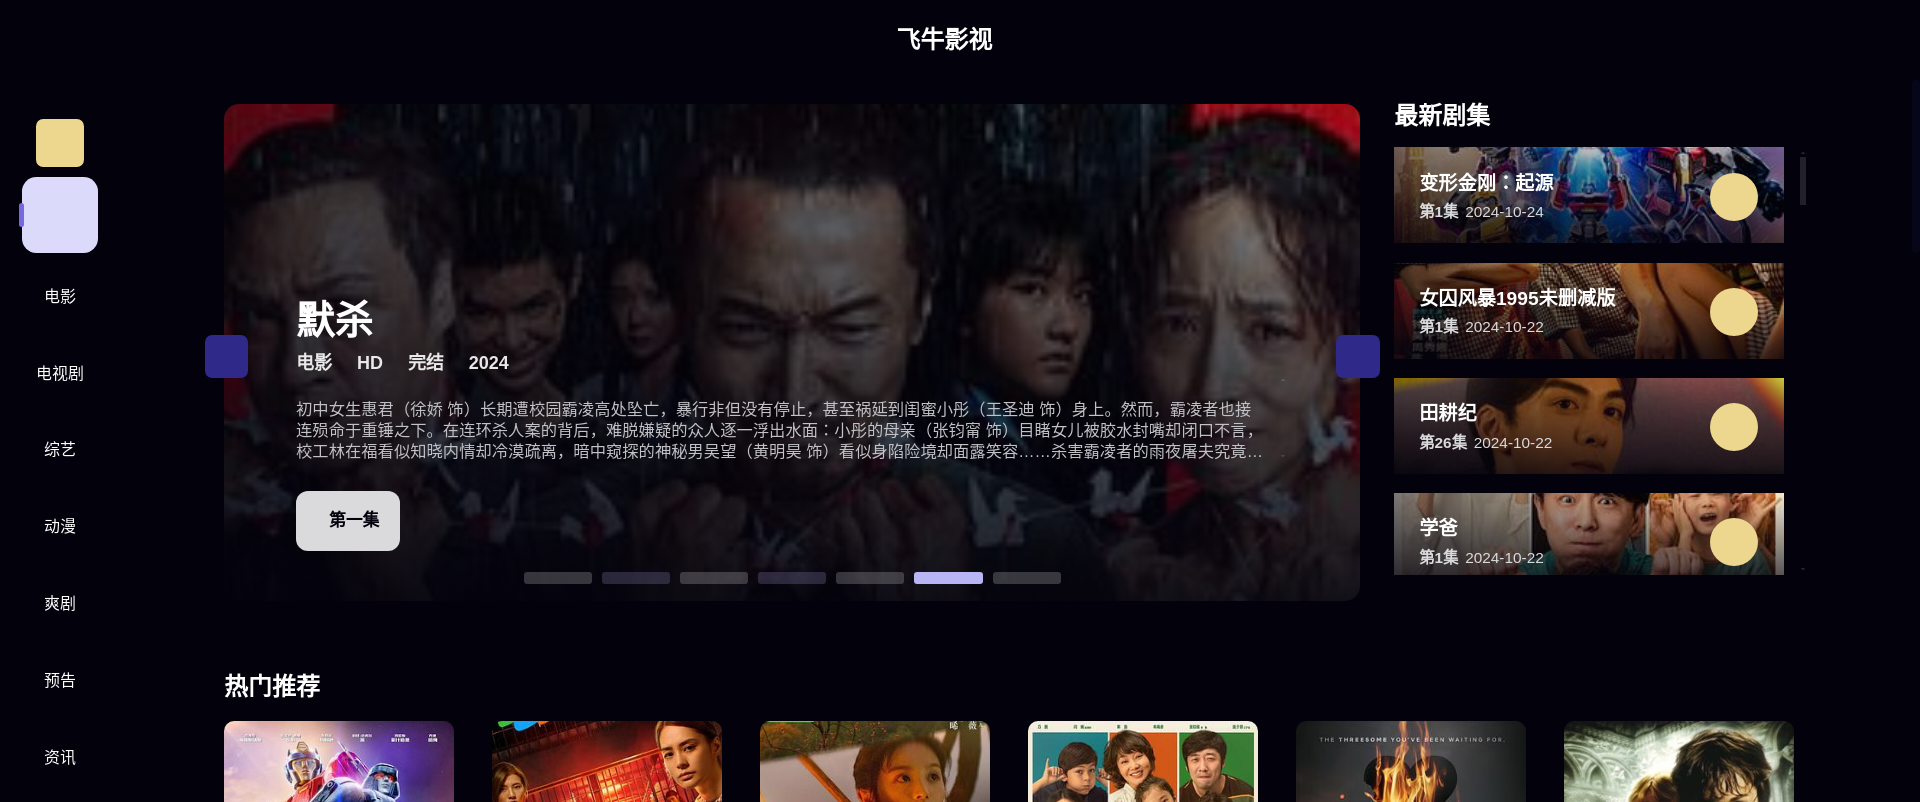 飞牛影视
电影
电视剧
综艺
动漫
爽剧
预告
资讯
默杀
电影 HD 完结 2024
初中女生惠君（徐娇 饰）长期遭校园霸凌高处坠亡，暴行非但没有停止，甚至祸延到闺蜜小彤（王圣迪 饰）身上。然而，霸凌者也接
连殒命于重锤之下。在连环杀人案的背后，难脱嫌疑的众人逐一浮出水面：小彤的母亲（张钧甯 饰）目睹女儿被胶水封嘴却闭口不言，
校工林在福看似知晓内情却冷漠疏离，暗中窥探的神秘男吴望（黄明昊 饰）看似身陷险境却面露笑容……杀害霸凌者的雨夜屠夫究竟…
第一集
最新剧集
变形金刚：起源
第1集 2024-10-24
女囚风暴1995未删减版
第1集 2024-10-22
田耕纪
第26集 2024-10-22
学爸
第1集 2024-10-22
热门推荐
THE THREESOME YOU'VE BEEN WAITING FOR.